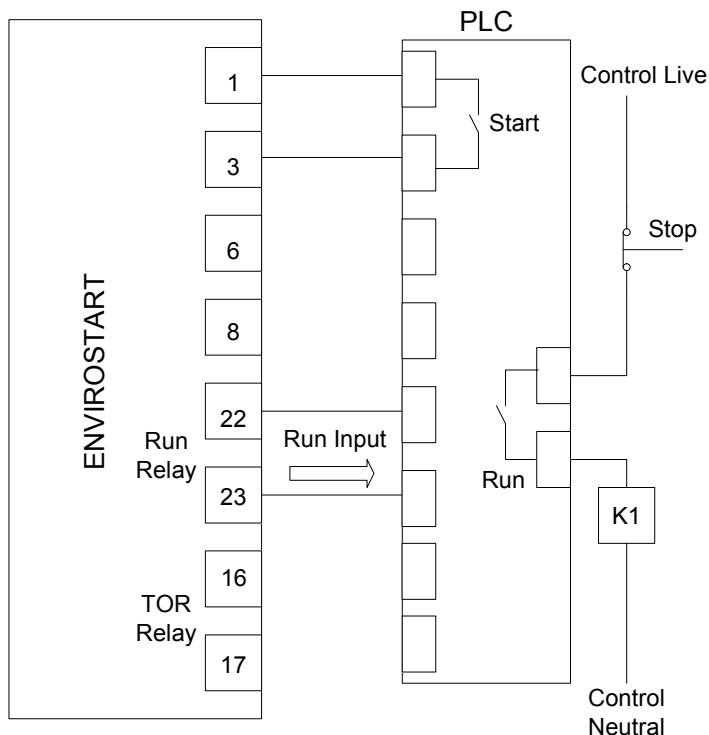 PLC
ENVIROSTART
1
3
6
8
22
23
16
17
Run
Relay
TOR
Relay
Run Input
Start
Run
Control Live
Stop
K1
Control
Neutral